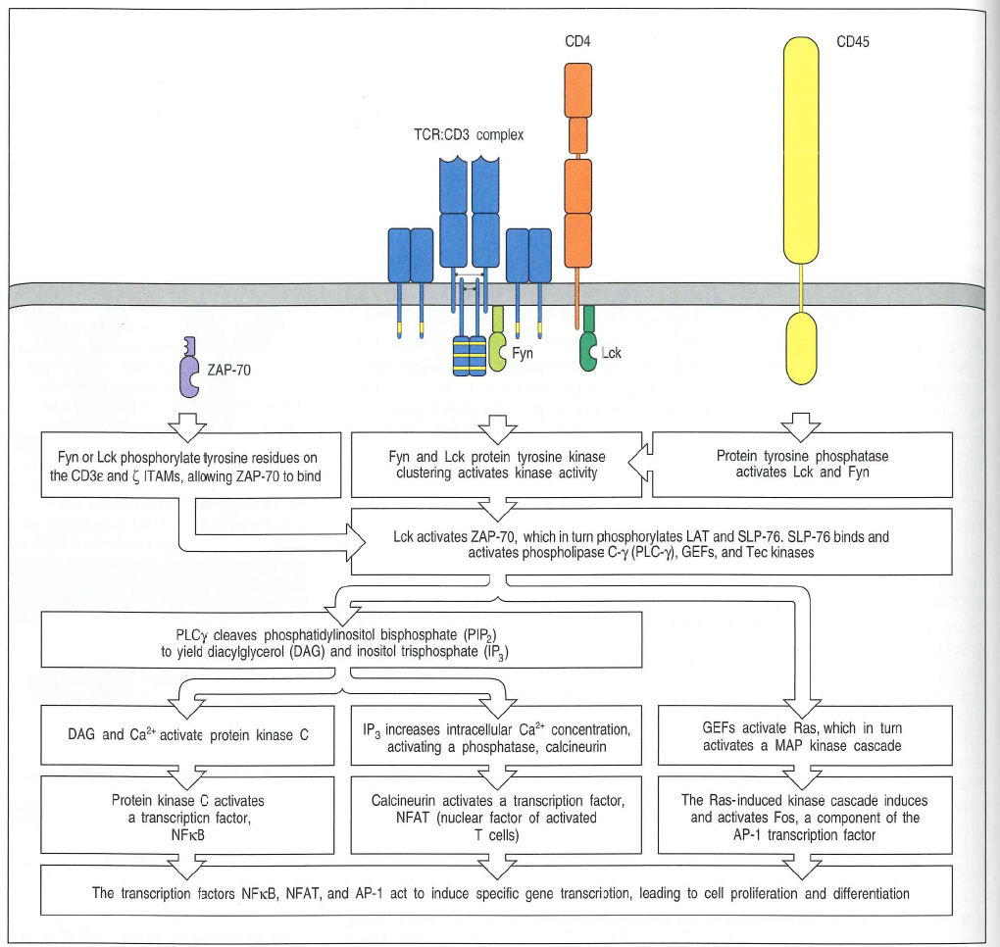 CD4
CD45
TCR:CD3 complex
Fyn
Lck
ZAP-70
Fyn or Lck phosphorylate tyrosine residues on
the CD3ε and ζ ITAMs, allowing ZAP-70 to bind
Fyn and Lck protein tyrosine kinase
clustering activates kinase activity
Protein tyrosine phosphatase
activates Lck and Fyn
Lck activates ZAP-70, which in turn phosphorylates LAT and SLP-76. SLP-76 binds and
activates phospholipase C-γ (PLC-γ), GEFs, and Tec kinases
PLCγ cleaves phosphatidylinositol bisphosphate (PIP₂)
to yield diacylglycerol (DAG) and inositol trisphosphate (IP₃)
DAG and Ca²⁺ activate protein kinase C
IP₃ increases intracellular Ca²⁺ concentration,
activating a phosphatase, calcineurin
GEFs activate Ras, which in turn
activates a MAP kinase cascade
Protein kinase C activates
a transcription factor,
NFκB
Calcineurin activates a transcription factor,
NFAT (nuclear factor of activated
T cells)
The Ras-induced kinase cascade induces
and activates Fos, a component of the
AP-1 transcription factor
The transcription factors NFκB, NFAT, and AP-1 act to induce specific gene transcription, leading to cell proliferation and differentiation